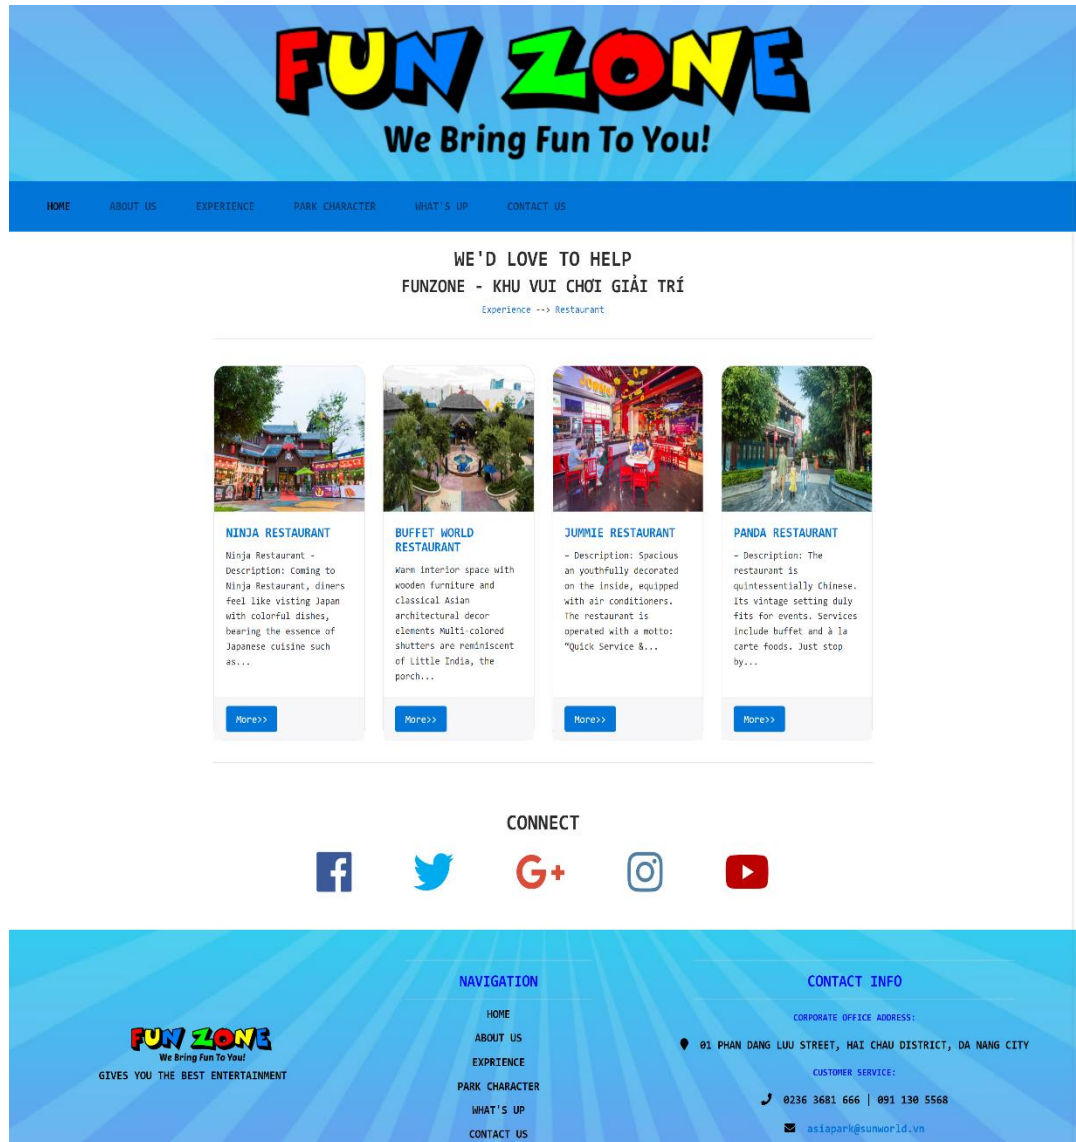 FUN ZONE
We Bring Fun To You!
HOME ABOUT US EXPERIENCE PARK CHARACTER WHAT'S UP CONTACT US
WE'D LOVE TO HELP
FUNZONE - KHU VUI CHƠI GIẢI TRÍ
Experience --> Restaurant
NINJA RESTAURANT
Ninja Restaurant -
Description: Coming to
Ninja Restaurant, diners
feel like visting Japan
with colorful dishes,
bearing the essence of
Japanese cuisine such
as...
More>>
BUFFET WORLD
RESTAURANT
Warm interior space with
wooden furniture and
classical Asian
architectural decor
elements Multi-colored
shutters are reminiscent
of Little India, the
porch...
More>>
JUMMIE RESTAURANT
– Description: Spacious
an youthfully decorated
on the inside, equipped
with air conditioners.
The restaurant is
operated with a motto:
“Quick Service &...
More>>
PANDA RESTAURANT
– Description: The
restaurant is
quintessentially Chinese.
Its vintage setting duly
fits for events. Services
include buffet and à la
carte foods. Just stop
by...
More>>
CONNECT
FUN ZONE
We Bring Fun To You!
GIVES YOU THE BEST ENTERTAINMENT
NAVIGATION
HOME
ABOUT US
EXPRIENCE
PARK CHARACTER
WHAT'S UP
CONTACT US
CONTACT INFO
CORPORATE OFFICE ADDRESS:
01 PHAN DANG LUU STREET, HAI CHAU DISTRICT, DA NANG CITY
CUSTOMER SERVICE:
0236 3681 666 | 091 130 5568
asiapark@sunworld.vn